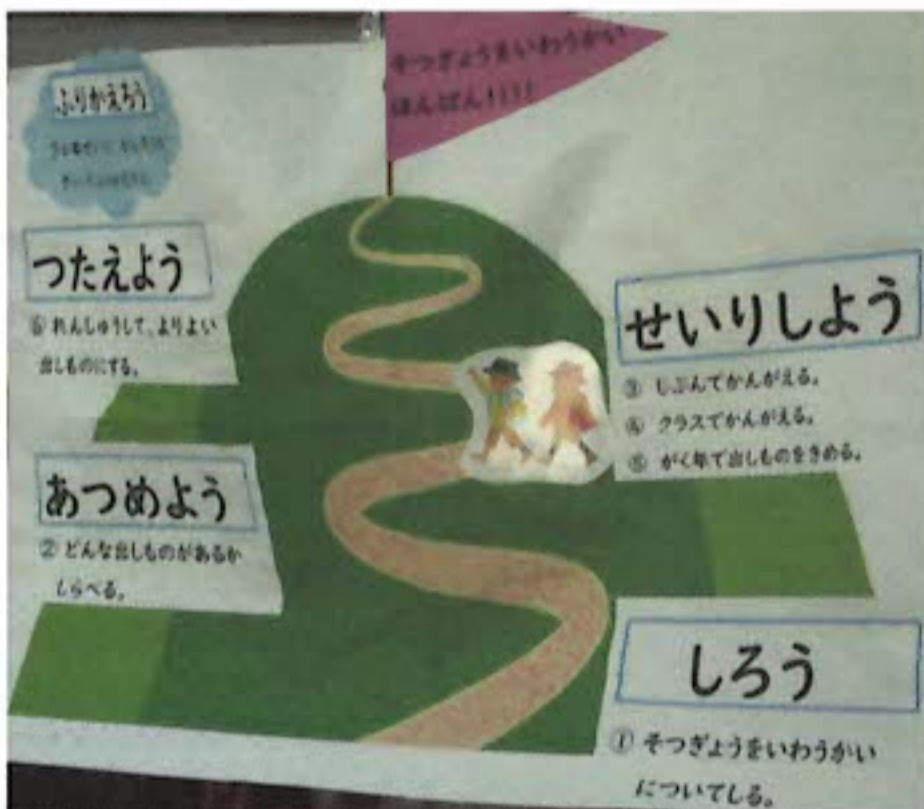 そつぎょうをいわうかい
ほんばん!!!!
ふりかえろう
つたえよう
⑥ れんしゅうして、よりよい
出しものにする。
せいりしよう
③ じぶんでかんがえる。
④ クラスでかんがえる。
⑤ がく年で出しものをきめる。
あつめよう
② どんな出しものがあるか
しらべる。
しろう
① そつぎょうをいわうかい
についてしる。